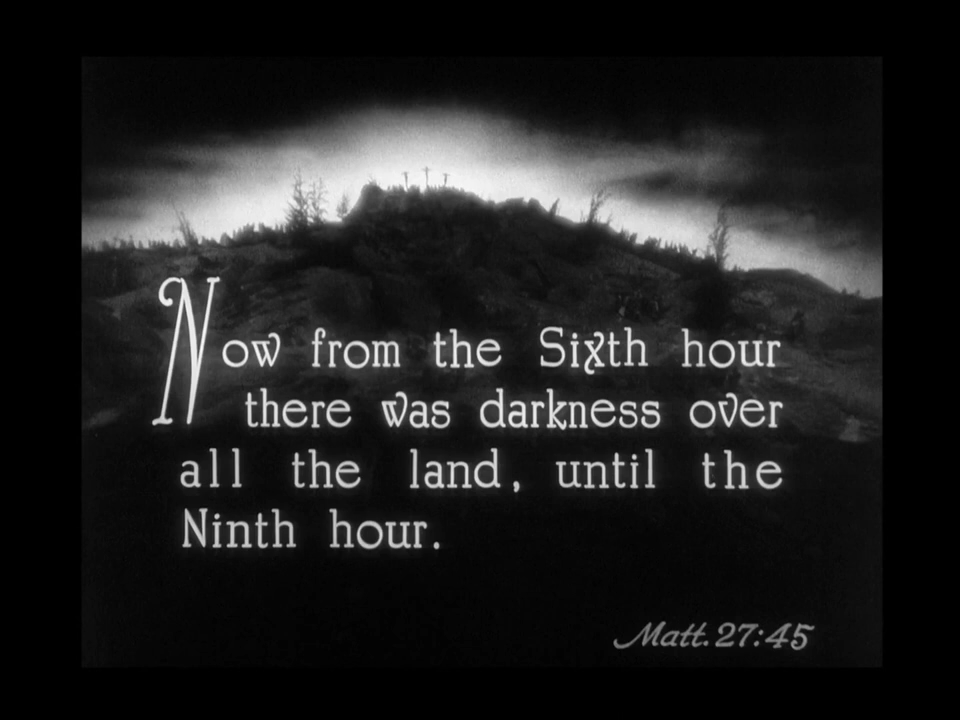 Now from the Sixth hour
there was darkness over
all the land, until the
Ninth hour.
Matt. 27:45